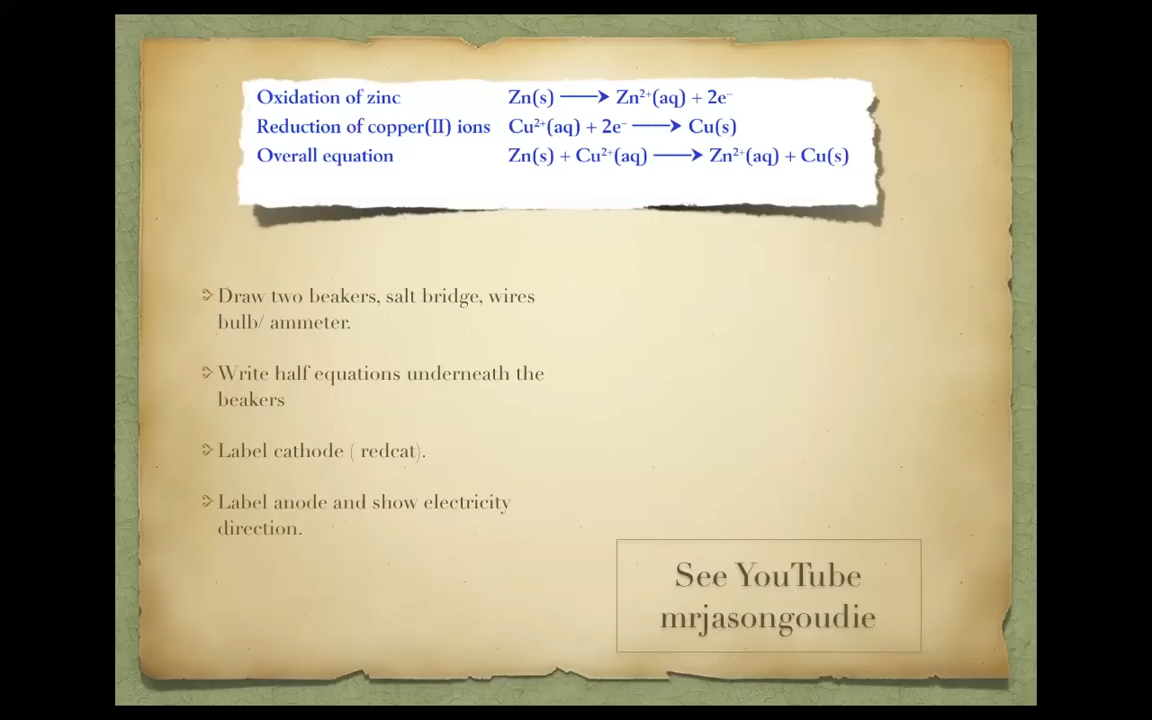 Oxidation of zinc Zn(s) ⟶ Zn²⁺(aq) + 2e⁻
Reduction of copper(II) ions Cu²⁺(aq) + 2e⁻ ⟶ Cu(s)
Overall equation Zn(s) + Cu²⁺(aq) ⟶ Zn²⁺(aq) + Cu(s)
Draw two beakers, salt bridge, wires
bulb/ ammeter.
Write half equations underneath the
beakers
Label cathode ( redcat).
Label anode and show electricity
direction.
See YouTube
mrjasongoudie